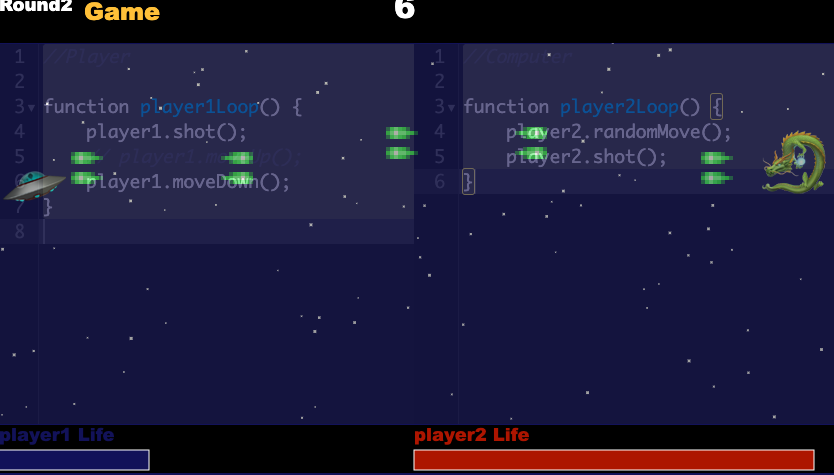 Round2
Game
6
1 //Player
2
3 function player1Loop() {
4 player1.shot();
5 // player1.moveUp();
player1.moveDown();
7 }
8
1 //Computer
2
3 function player2Loop() {
4 player2.randomMove();
5 player2.shot();
6 }
player1 Life
player2 Life